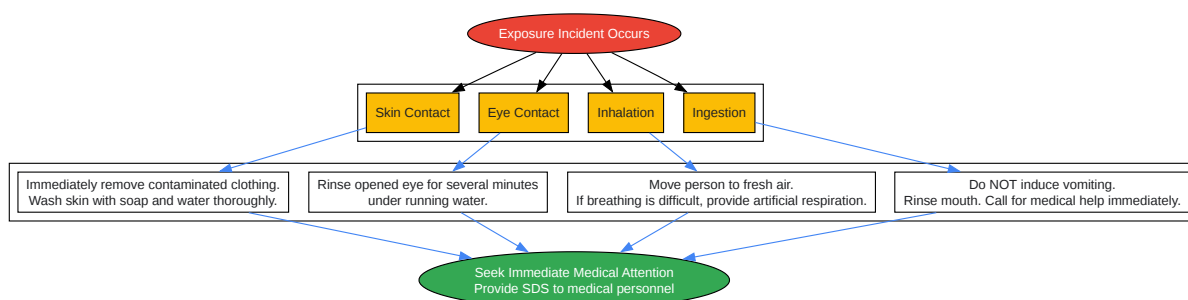 Exposure Incident Occurs
Skin Contact
Eye Contact
Inhalation
Ingestion
Immediately remove contaminated clothing.
Wash skin with soap and water thoroughly.
Rinse opened eye for several minutes
under running water.
Move person to fresh air.
If breathing is difficult, provide artificial respiration.
Do NOT induce vomiting.
Rinse mouth. Call for medical help immediately.
Seek Immediate Medical Attention
Provide SDS to medical personnel